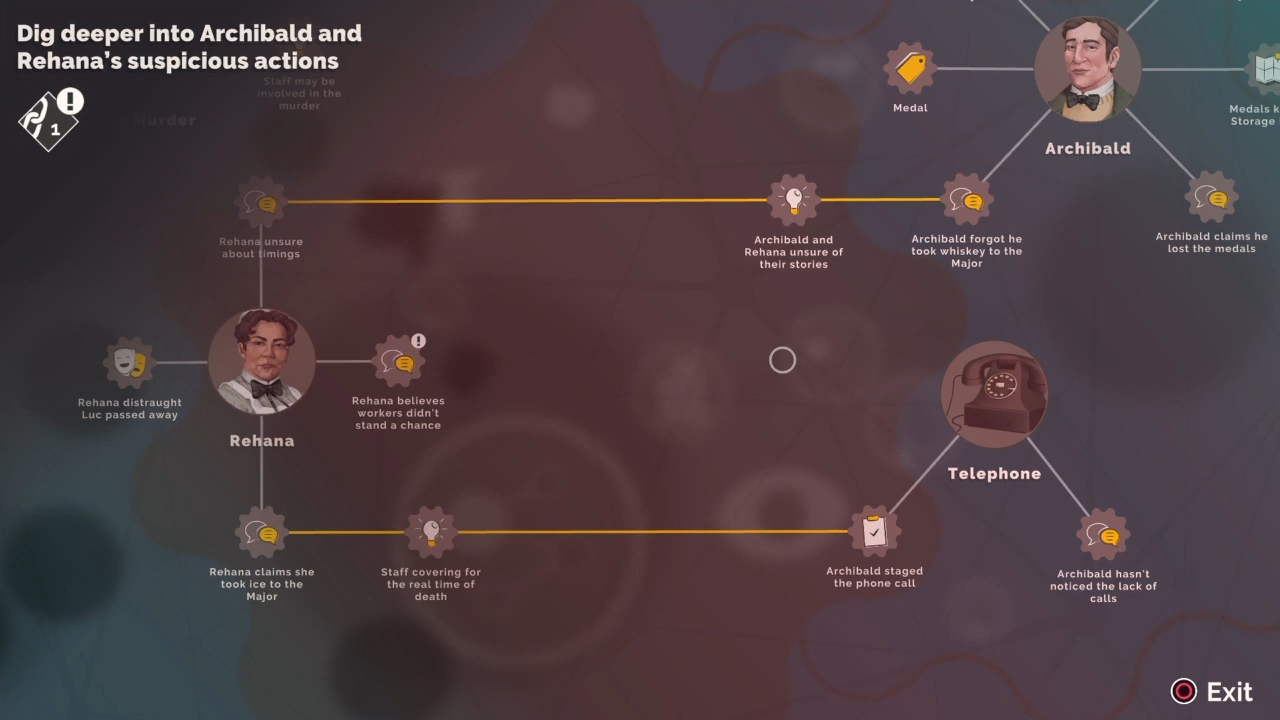 Dig deeper into Archibald and
Rehana's suspicious actions
1
Staff may be
involved in the
murder
Murder
Medal
Medals
Storage
Archibald
Rehana unsure
about timings
Archibald and
Rehana unsure of
their stories
Archibald forgot he
took whiskey to the
Major
Archibald claims he
lost the medals
Rehana distraught
Luc passed away
Rehana
Rehana believes
workers didn't
stand a chance
Telephone
Rehana claims she
took ice to the
Major
Staff covering for
the real time of
death
Archibald staged
the phone call
Archibald hasn't
noticed the lack of
calls
Exit